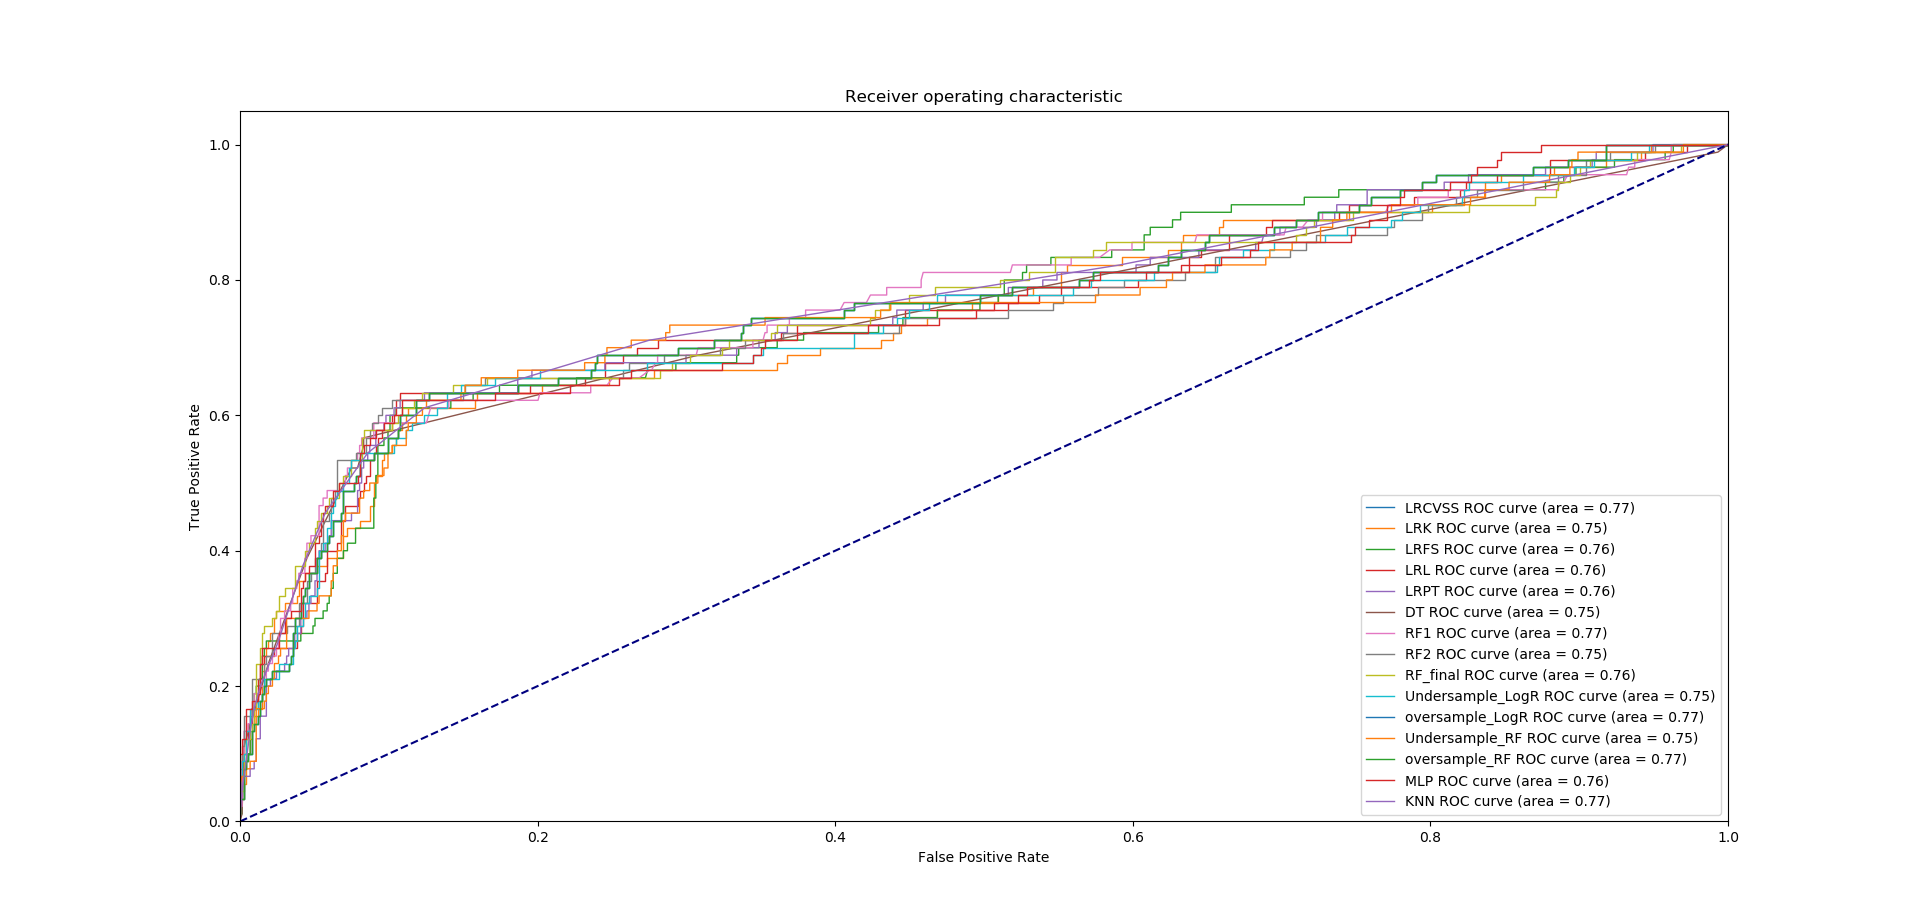 Receiver operating characteristic
1.0
0.8
0.6
0.4
0.2
0.0
True Positive Rate
LRCVSS ROC curve (area = 0.77)
LRK ROC curve (area = 0.75)
LRFS ROC curve (area = 0.76)
LRL ROC curve (area = 0.76)
LRPT ROC curve (area = 0.76)
DT ROC curve (area = 0.75)
RF1 ROC curve (area = 0.77)
RF2 ROC curve (area = 0.75)
RF_final ROC curve (area = 0.76)
Undersample_LogR ROC curve (area = 0.75)
oversample_LogR ROC curve (area = 0.77)
Undersample_RF ROC curve (area = 0.75)
oversample_RF ROC curve (area = 0.77)
MLP ROC curve (area = 0.76)
KNN ROC curve (area = 0.77)
0.0 0.2 0.4 0.6 0.8 1.0
False Positive Rate